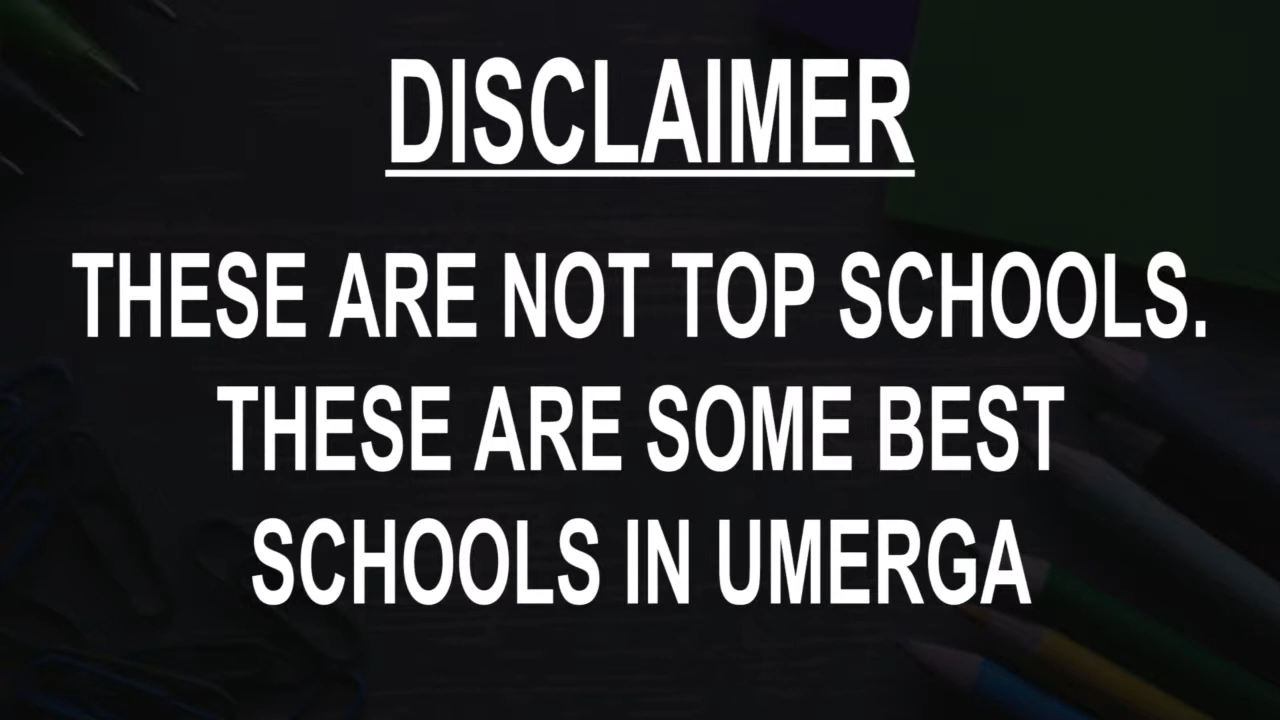 DISCLAIMER
THESE ARE NOT TOP SCHOOLS.
THESE ARE SOME BEST
SCHOOLS IN UMERGA